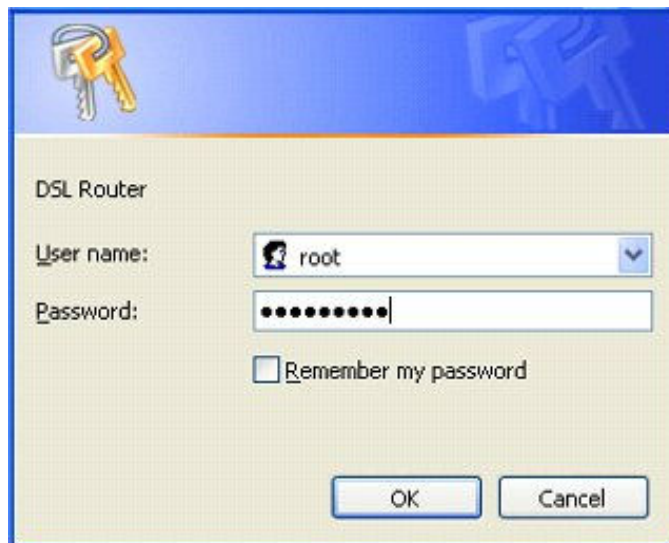 DSL Router
User name:
root
Password:
•••••••••
Remember my password
OK Cancel